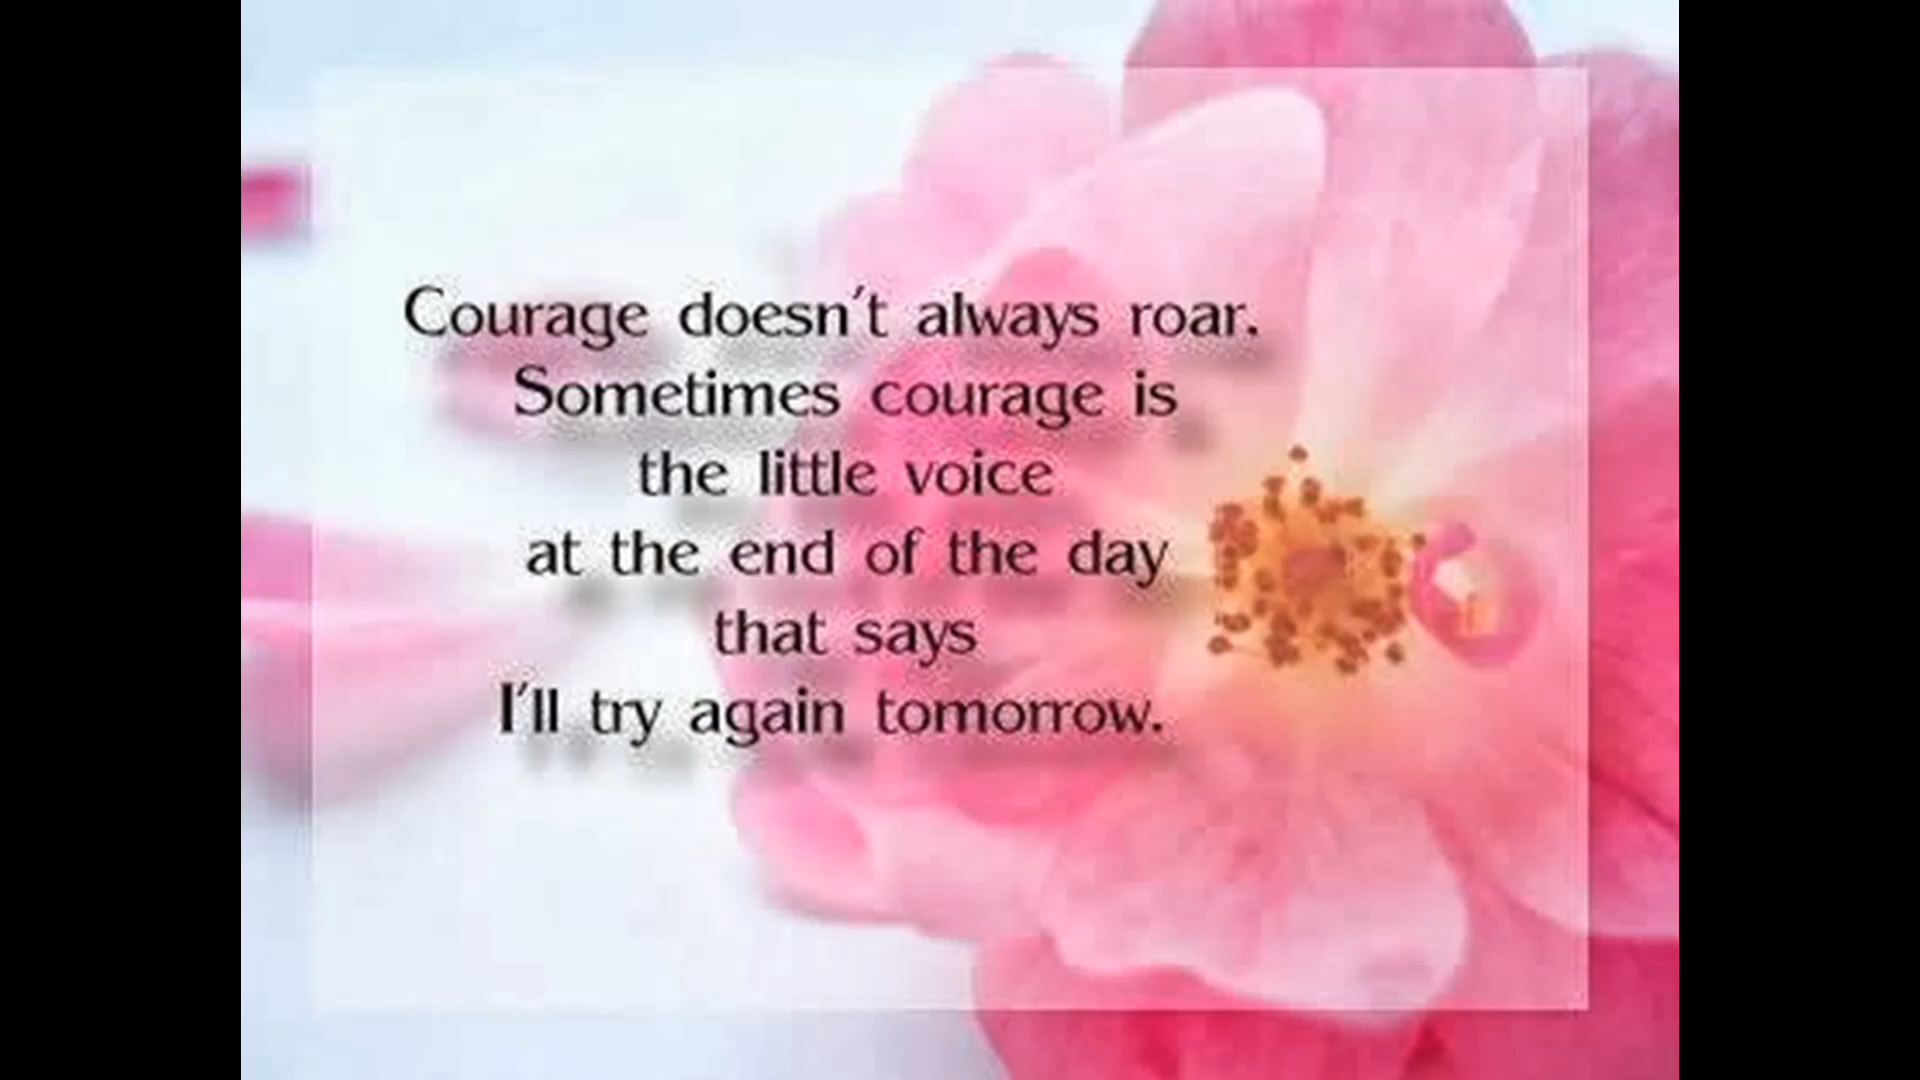 Courage doesn't always roar.
Sometimes courage is
the little voice
at the end of the day
that says
I'll try again tomorrow.